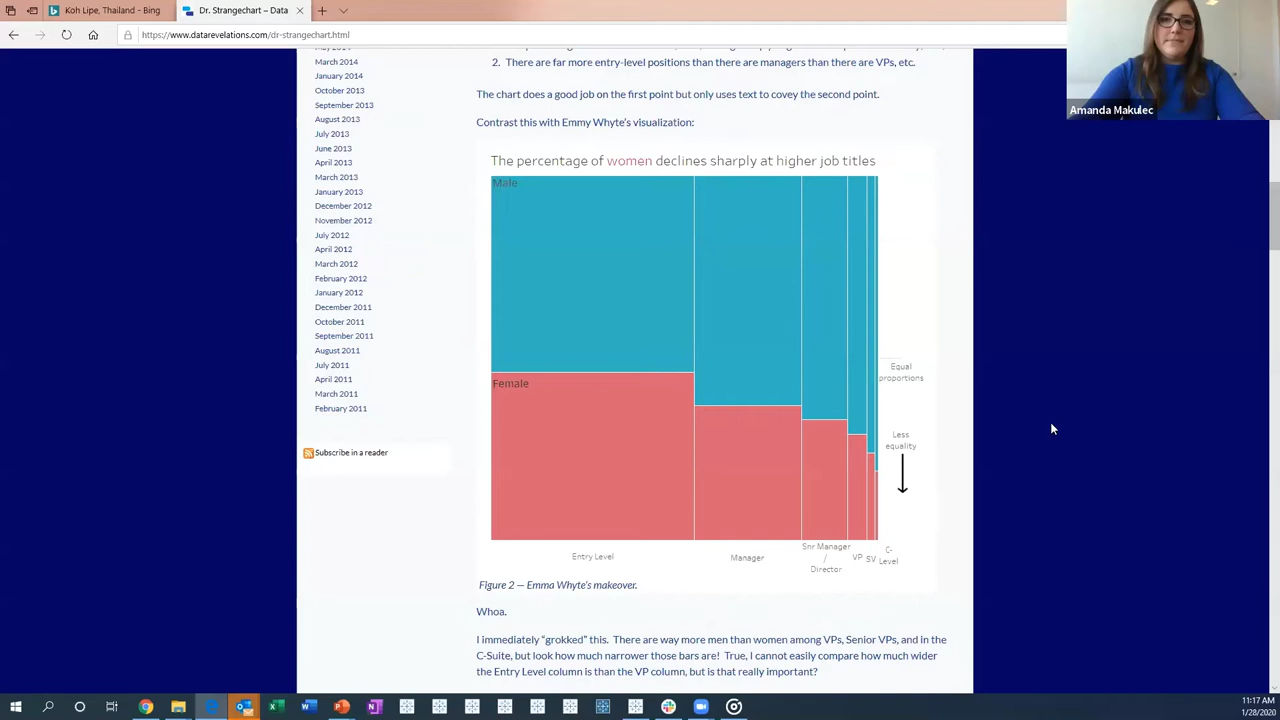 Koh Lipe, Thailand - Bing
Dr. Strangechart – Data
https://www.datarevelations.com/dr-strangechart.html
Amanda Makulec
March 2014
January 2014
October 2013
September 2013
August 2013
July 2013
June 2013
April 2013
March 2013
January 2013
December 2012
November 2012
July 2012
April 2012
March 2012
February 2012
January 2012
December 2011
October 2011
September 2011
August 2011
July 2011
April 2011
March 2011
February 2011
Subscribe in a reader
2. There are far more entry-level positions than there are managers than there are VPs, etc.
The chart does a good job on the first point but only uses text to covey the second point.
Contrast this with Emmy Whyte's visualization:
The percentage of women declines sharply at higher job titles
Male
Female
Equal
proportions
Less
equality
Entry Level
Manager
Snr Manager
/
Director
VP
SV
C-
Level
Figure 2 — Emma Whyte's makeover.
Whoa.
I immediately “grokked” this. There are way more men than women among VPs, Senior VPs, and in the
C-Suite, but look how much narrower those bars are! True, I cannot easily compare how much wider
the Entry Level column is than the VP column, but is that really important?
11:17 AM
1/28/2020